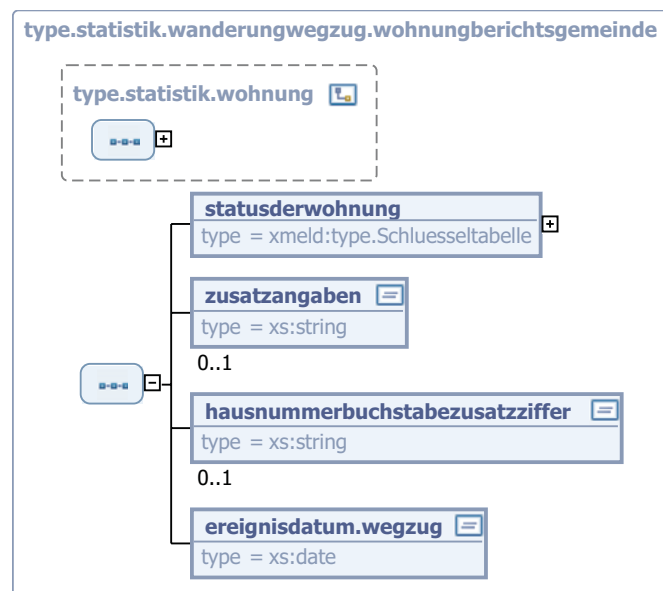 type.statistik.wanderungwegzug.wohnungberichtsgemeinde
type.statistik.wohnung
statusderwohnung
type = xmeld:type.Schluesseltabelle
zusatzangaben
type = xs:string
0..1
hausnummerbuchstabezusatzziffer
type = xs:string
0..1
ereignisdatum.wegzug
type = xs:date